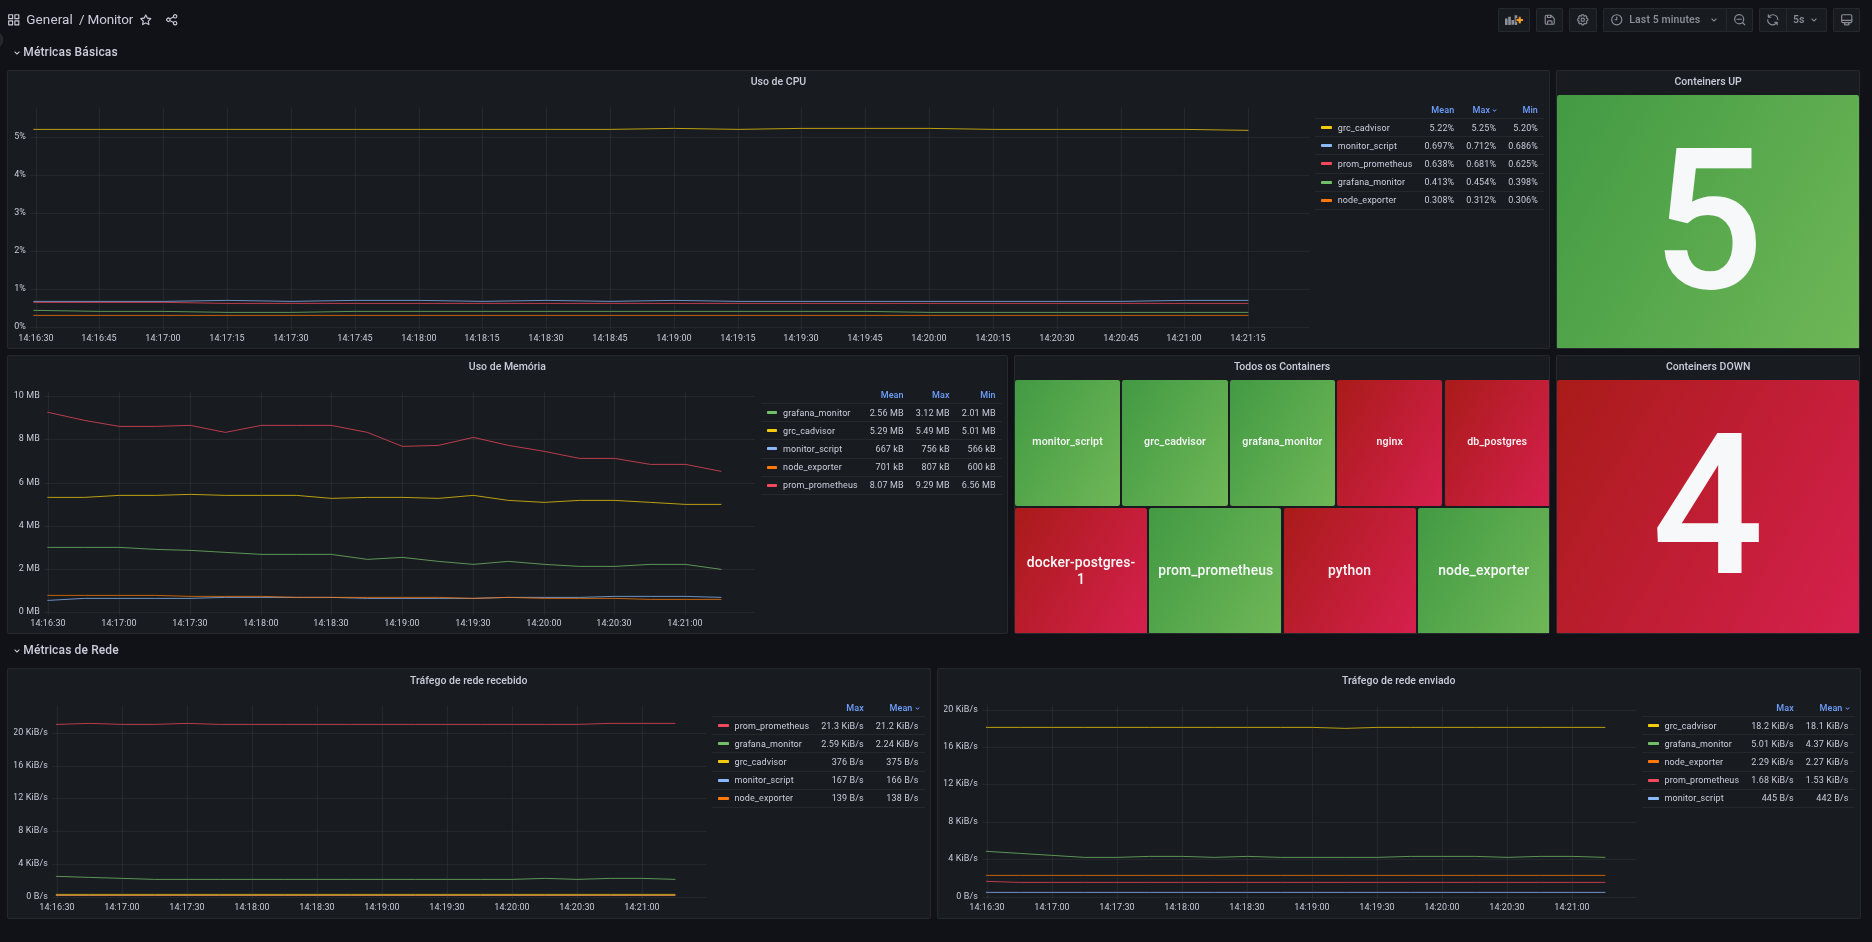 General / Monitor
Last 5 minutes
5s
Métricas Básicas
Uso de CPU
5%
4%
3%
2%
1%
0%
14:16:30 14:16:45 14:17:00 14:17:15 14:17:30 14:17:45 14:18:00 14:18:15 14:18:30 14:18:45 14:19:00 14:19:15 14:19:30 14:19:45 14:20:00 14:20:15 14:20:30 14:20:45 14:21:00 14:21:15
Mean Max Min
grc_cadvisor 5.22% 5.25% 5.20%
monitor_script 0.697% 0.712% 0.686%
prom_prometheus 0.638% 0.681% 0.625%
grafana_monitor 0.413% 0.454% 0.398%
node_exporter 0.308% 0.312% 0.306%
Conteiners UP
5
Uso de Memória
10 MB
8 MB
6 MB
4 MB
2 MB
0 MB
14:16:30 14:17:00 14:17:30 14:18:00 14:18:30 14:19:00 14:19:30 14:20:00 14:20:30 14:21:00
Mean Max Min
grafana_monitor 2.56 MB 3.12 MB 2.01 MB
grc_cadvisor 5.29 MB 5.49 MB 5.01 MB
monitor_script 667 kB 756 kB 566 kB
node_exporter 701 kB 807 kB 600 kB
prom_prometheus 8.07 MB 9.29 MB 6.56 MB
Todos os Containers
monitor_script grc_cadvisor grafana_monitor nginx db_postgres
docker-postgres-
1
prom_prometheus python node_exporter
Conteiners DOWN
4
Métricas de Rede
Tráfego de rede recebido
20 KiB/s
16 KiB/s
12 KiB/s
8 KiB/s
4 KiB/s
0 B/s
14:16:30 14:17:00 14:17:30 14:18:00 14:18:30 14:19:00 14:19:30 14:20:00 14:20:30 14:21:00
Max Mean
prom_prometheus 21.3 KiB/s 21.2 KiB/s
grafana_monitor 2.59 KiB/s 2.24 KiB/s
grc_cadvisor 376 B/s 375 B/s
monitor_script 167 B/s 166 B/s
node_exporter 139 B/s 138 B/s
Tráfego de rede enviado
20 KiB/s
16 KiB/s
12 KiB/s
8 KiB/s
4 KiB/s
0 B/s
14:16:30 14:17:00 14:17:30 14:18:00 14:18:30 14:19:00 14:19:30 14:20:00 14:20:30 14:21:00
Max Mean
grc_cadvisor 18.2 KiB/s 18.1 KiB/s
grafana_monitor 5.01 KiB/s 4.37 KiB/s
node_exporter 2.29 KiB/s 2.27 KiB/s
prom_prometheus 1.68 KiB/s 1.53 KiB/s
monitor_script 445 B/s 442 B/s